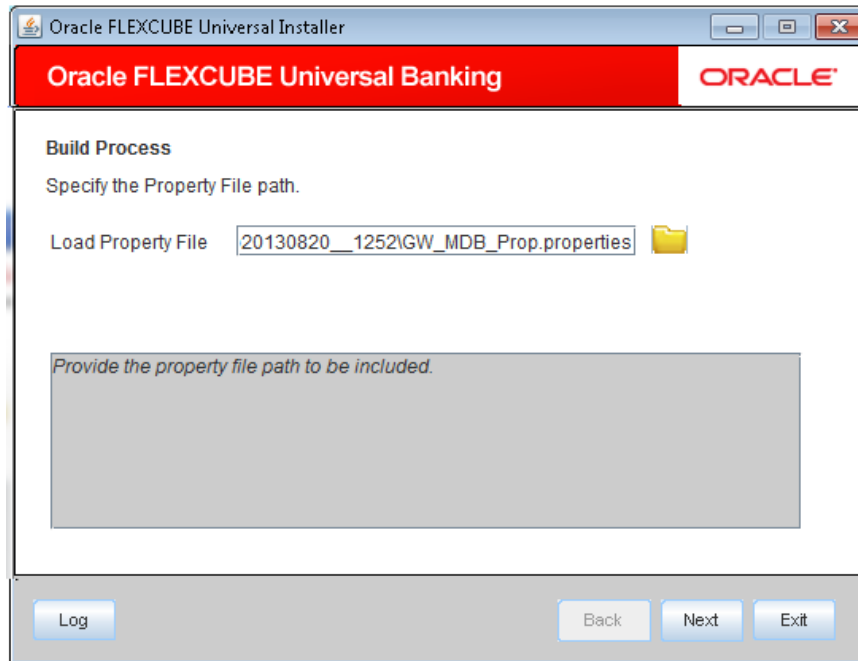 Oracle FLEXCUBE Universal Installer
Oracle FLEXCUBE Universal Banking
ORACLE
Build Process
Specify the Property File path.
Load Property File 20130820__1252\GW_MDB_Prop.properties
Provide the property file path to be included.
Log Back Next Exit